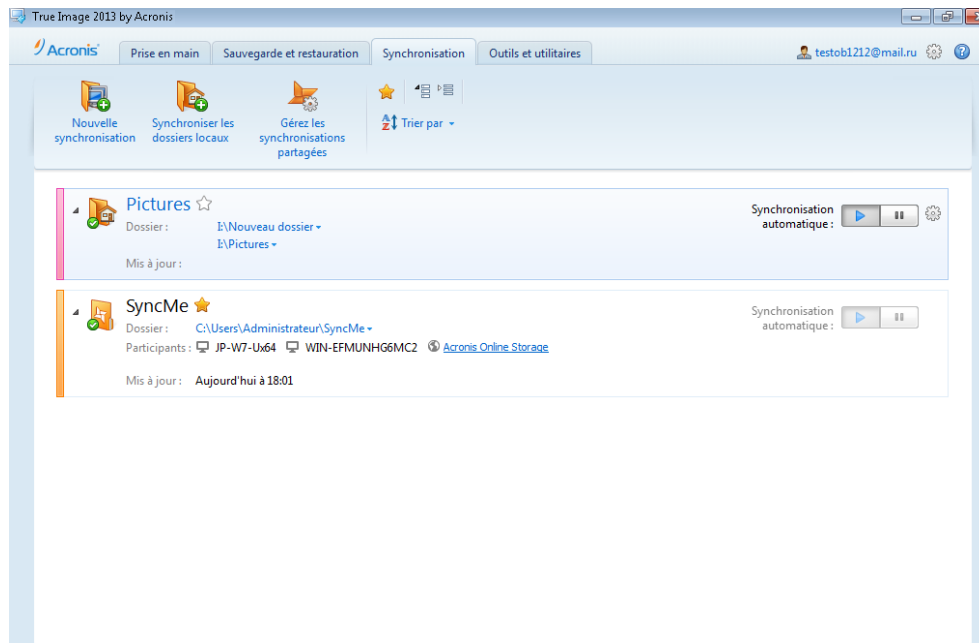 True Image 2013 by Acronis
Acronis
Prise en main
Sauvegarde et restauration
Synchronisation
Outils et utilitaires
testob1212@mail.ru
Nouvelle
synchronisation
Synchroniser les
dossiers locaux
Gérez les
synchronisations
partagées
Trier par
Pictures
Dossier :
I:\Nouveau dossier
I:\Pictures
Mis à jour :
Synchronisation
automatique :
SyncMe
Dossier : C:\Users\Administrateur\SyncMe
Participants : JP-W7-Ux64 WIN-EFMUNHG6MC2 Acronis Online Storage
Mis à jour : Aujourd'hui à 18:01
Synchronisation
automatique :